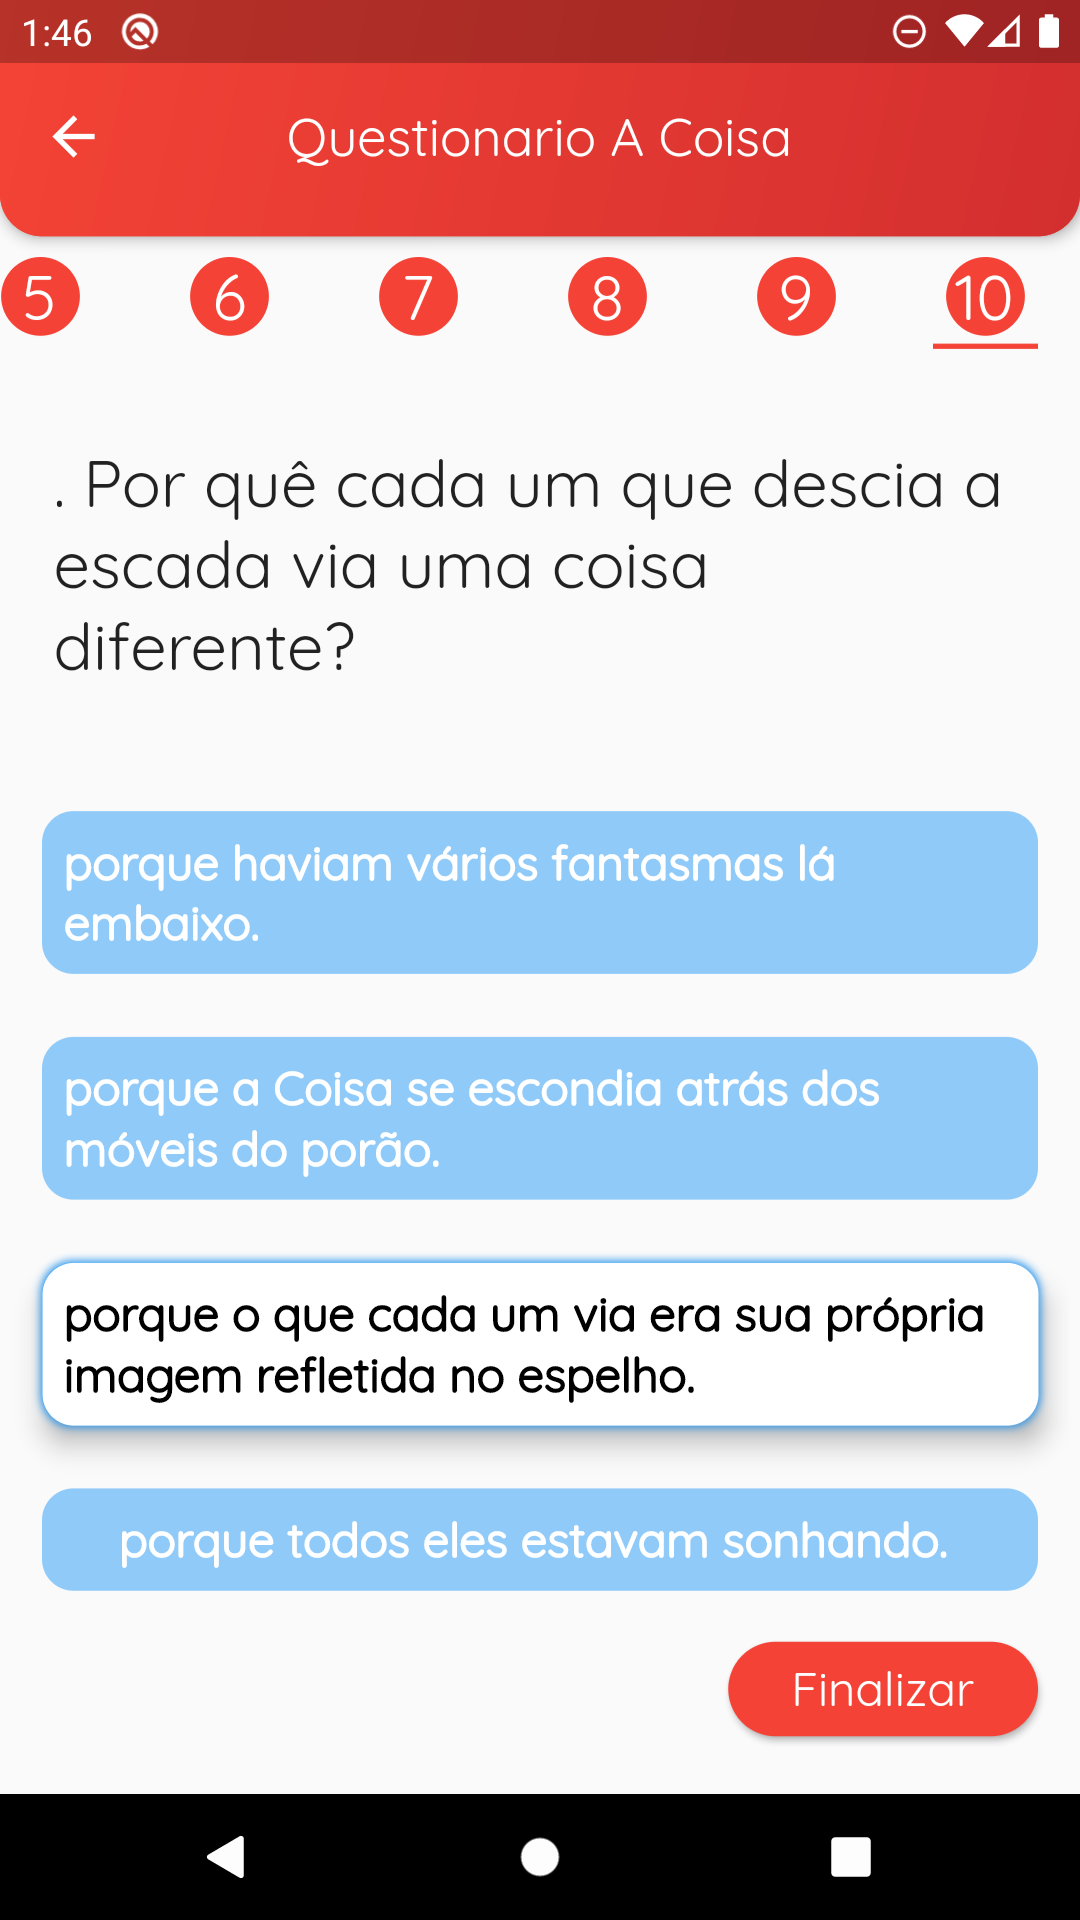 1:46
Questionario A Coisa
5 6 7 8 9 10
. Por quê cada um que descia a
escada via uma coisa
diferente?
porque haviam vários fantasmas lá
embaixo.
porque a Coisa se escondia atrás dos
móveis do porão.
porque o que cada um via era sua própria
imagem refletida no espelho.
porque todos eles estavam sonhando.
Finalizar